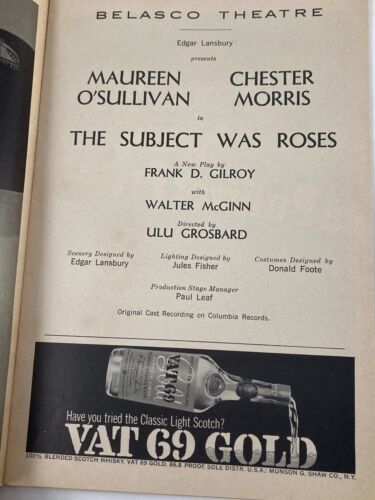 BELASCO THEATRE
Edgar Lansbury
presents
MAUREEN CHESTER
O'SULLIVAN MORRIS
in
THE SUBJECT WAS ROSES
A New Play by
FRANK D. GILROY
with
WALTER McGINN
Directed by
ULU GROSBARD
Scenery Designed by Lighting Designed by Costumes Designed by
Edgar Lansbury Jules Fisher Donald Foote
Production Stage Manager
Paul Leaf
Original Cast Recording on Columbia Records.
VAT 69
Gold
Have you tried the Classic Light Scotch?
VAT 69 GOLD
100% BLENDED SCOTCH WHISKY, VAT 69 GOLD, 86.8 PROOF. SOLE DISTR. U.S.A.: MUNSON G. SHAW CO., N.Y.